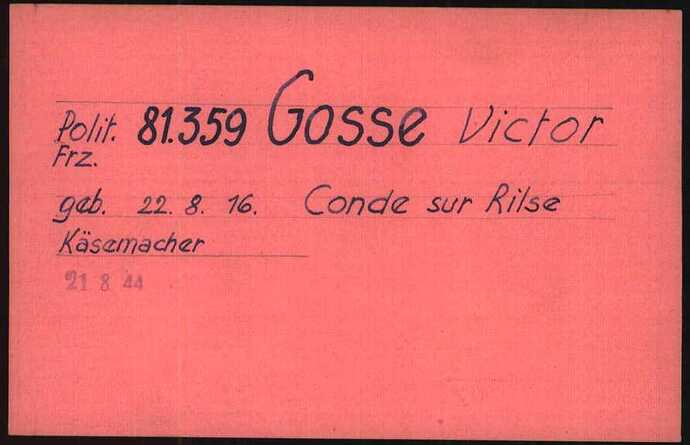 Polit. 81.359 Gosse Victor
Frz.
geb. 22. 8. 16. Conde sur Rilse
Käsemacher
21 8 44